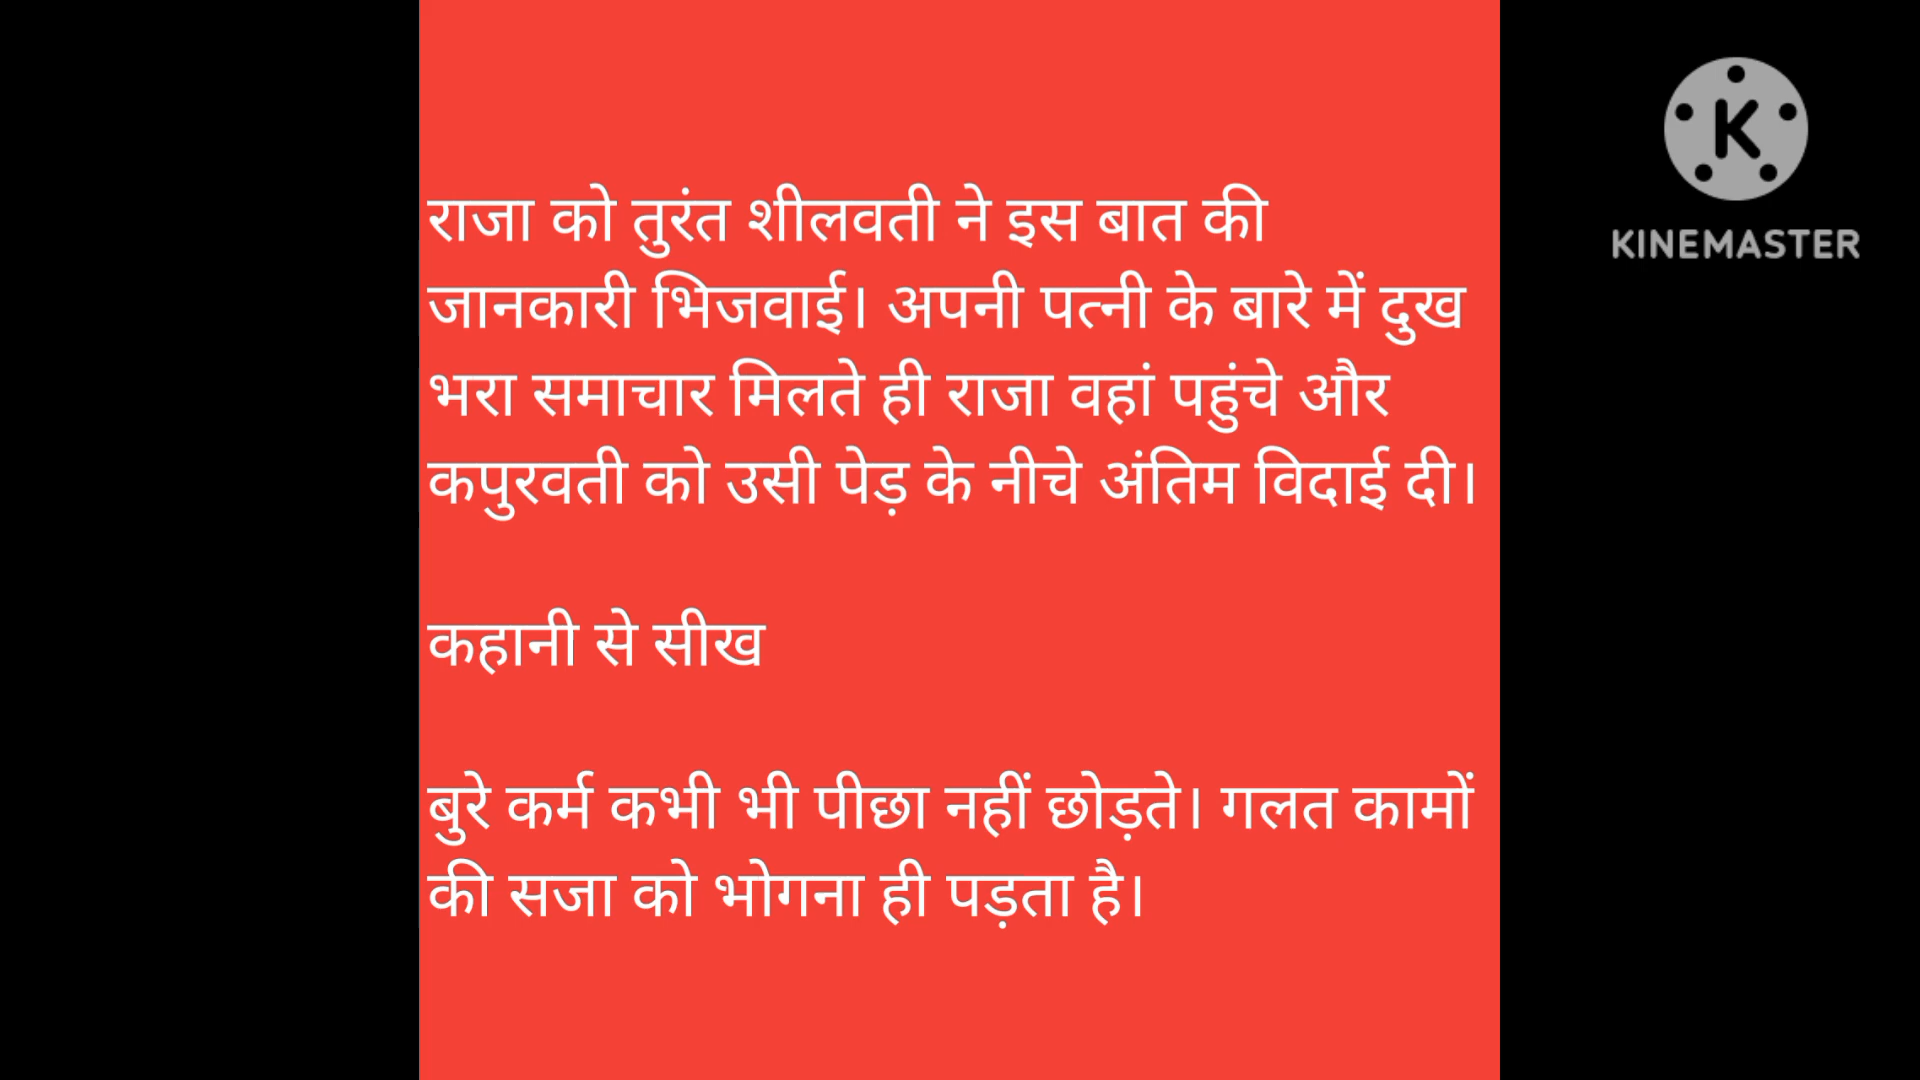 राजा को तुरंत शीलवती ने इस बात की
जानकारी भिजवाई। अपनी पत्नी के बारे में दुख
भरा समाचार मिलते ही राजा वहां पहुंचे और
कपुरवती को उसी पेड़ के नीचे अंतिम विदाई दी।
कहानी से सीख
बुरे कर्म कभी भी पीछा नहीं छोड़ते। गलत कामों
की सजा को भोगना ही पड़ता है।
K
KINEMASTER